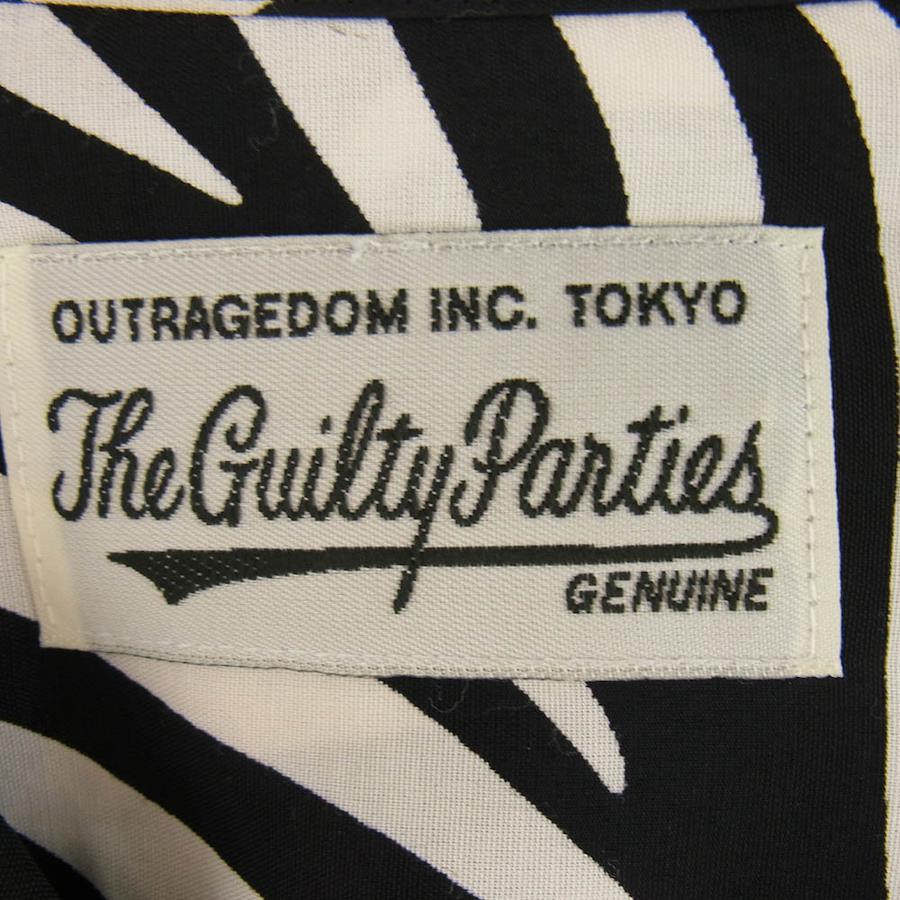 OUTRAGEDOM INC. TOKYO
The Guilty Parties
GENUINE